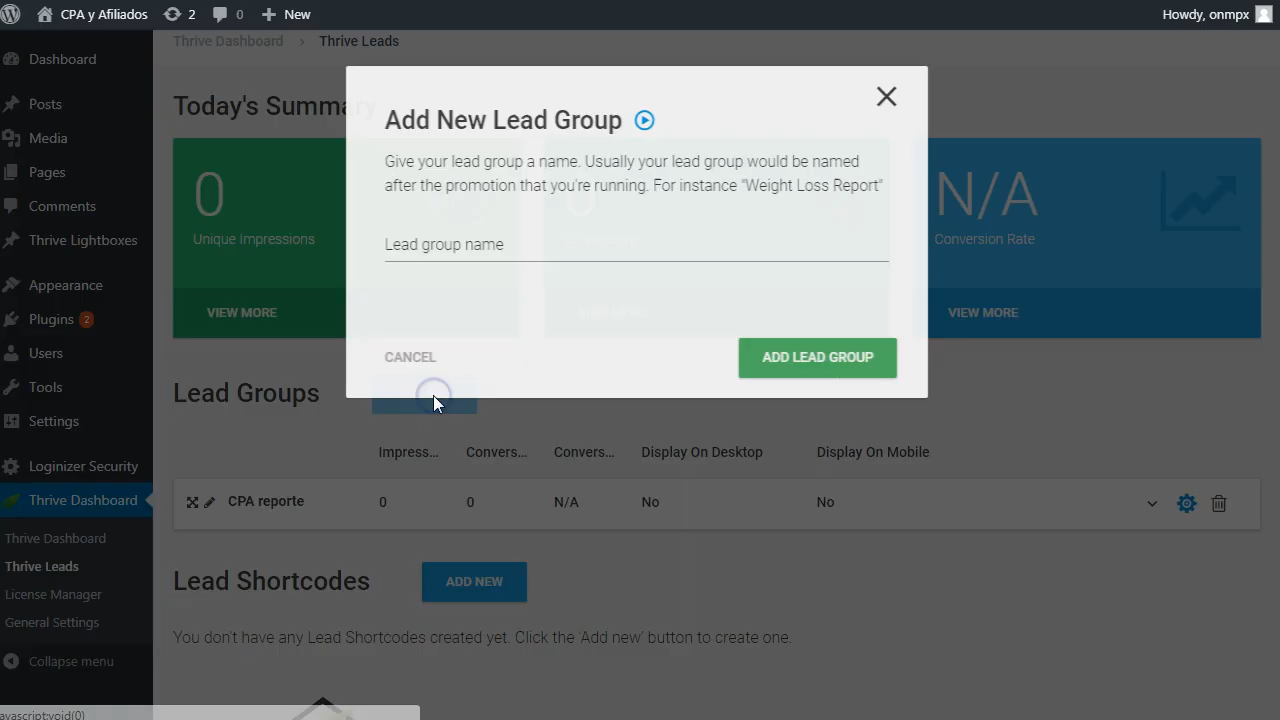 CPA y Afiliados 2 0 New Howdy, onmpx
Thrive Dashboard › Thrive Leads
Dashboard
Posts
Media
Pages
Comments
Thrive Lightboxes
Appearance
Plugins 2
Users
Tools
Settings
Loginizer Security
Thrive Dashboard
Thrive Dashboard
Thrive Leads
License Manager
General Settings
Collapse menu
avascript:void(0)
Today's Summary
0
Unique Impressions
VIEW MORE
N/A
Conversion Rate
VIEW MORE
Add New Lead Group
Give your lead group a name. Usually your lead group would be named
after the promotion that you're running. For instance "Weight Loss Report"
Lead group name
CANCEL
ADD LEAD GROUP
Lead Groups
Impress... Convers... Convers... Display On Desktop Display On Mobile
CPA reporte 0 0 N/A No No
Lead Shortcodes ADD NEW
You don't have any Lead Shortcodes created yet. Click the 'Add new' button to create one.